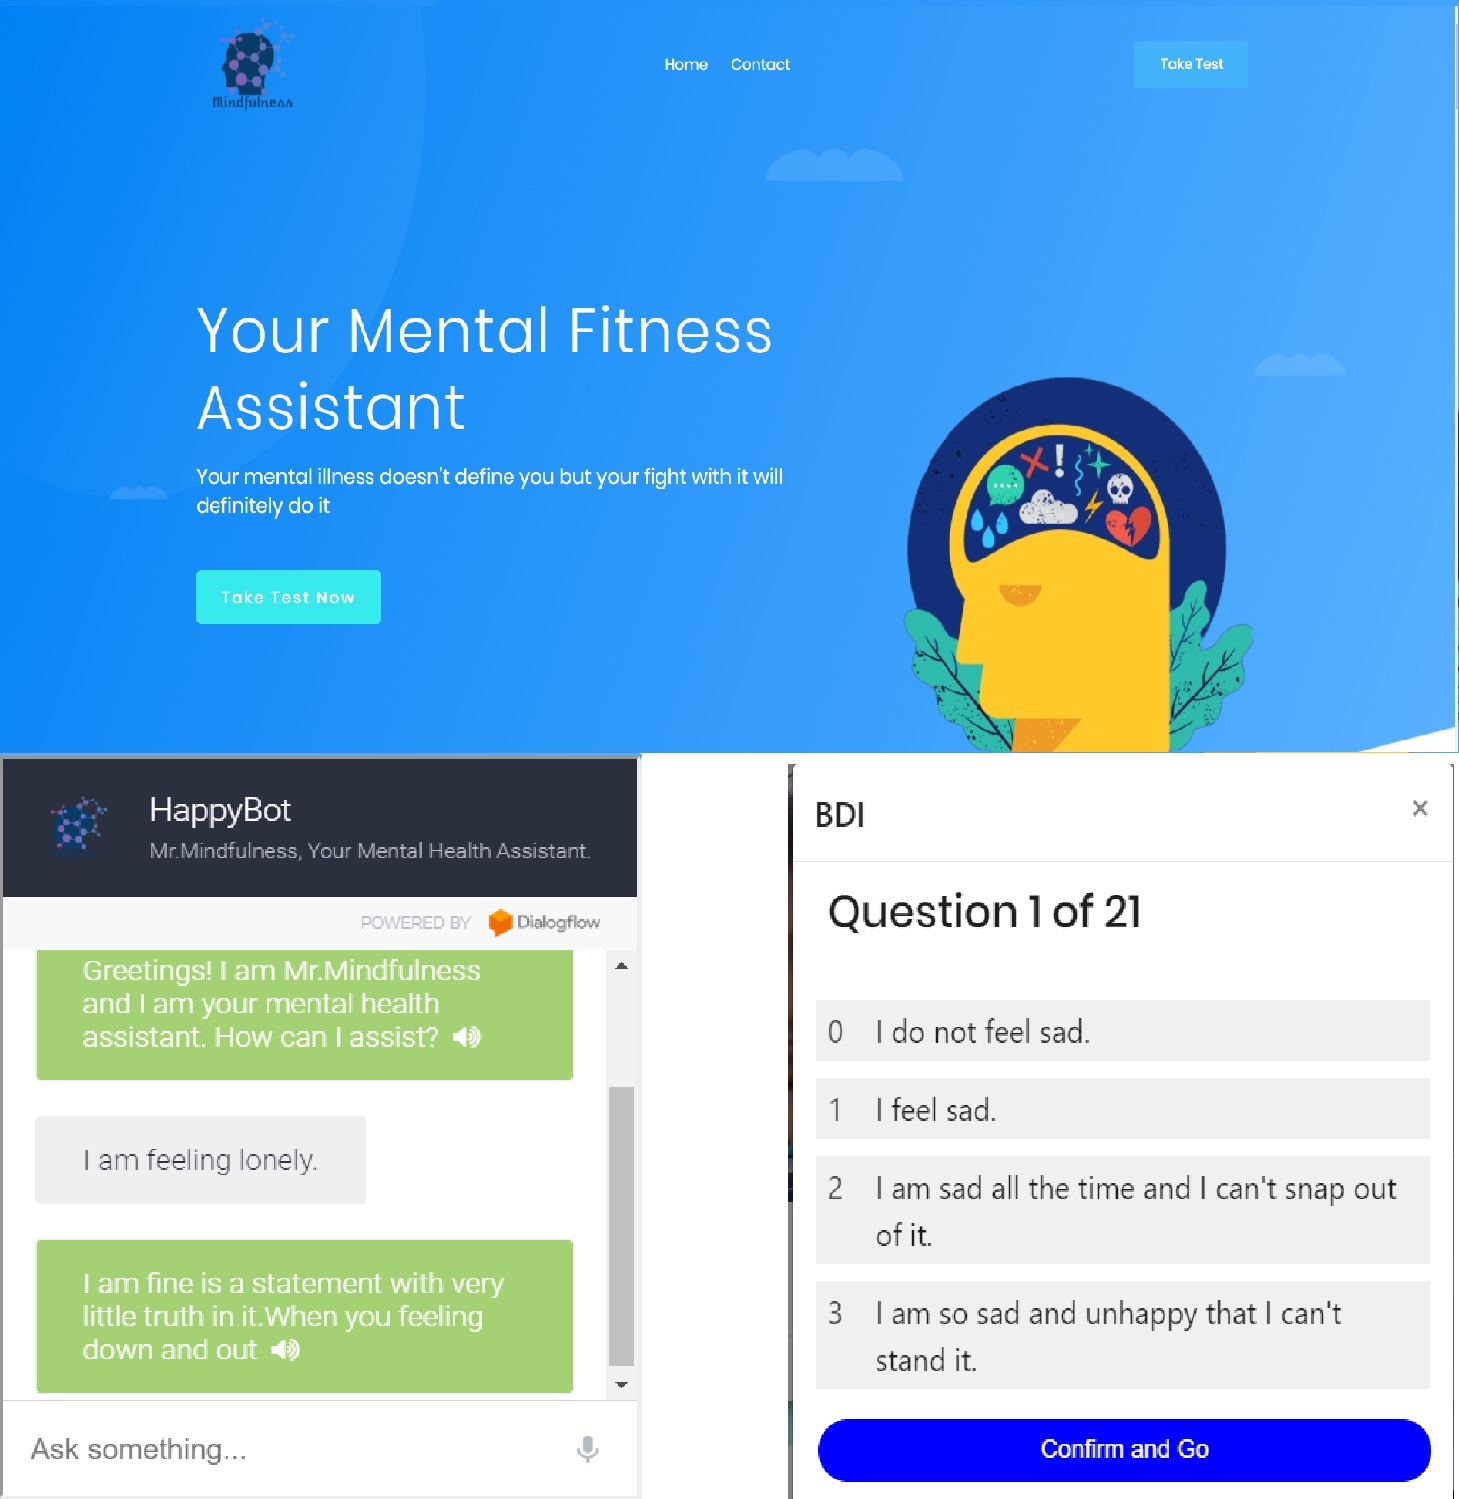 Mindfulness
Home Contact
Take Test
Your Mental Fitness
Assistant
Your mental illness doesn't define you but your fight with it will
definitely do it
Take Test Now
HappyBot
Mr.Mindfulness, Your Mental Health Assistant.
POWERED BY Dialogflow
Greetings! I am Mr.Mindfulness
and I am your mental health
assistant. How can I assist?
I am feeling lonely.
I am fine is a statement with very
little truth in it.When you feeling
down and out
Ask something...
BDI ×
Question 1 of 21
0 I do not feel sad.
1 I feel sad.
2 I am sad all the time and I can't snap out
of it.
3 I am so sad and unhappy that I can't
stand it.
Confirm and Go